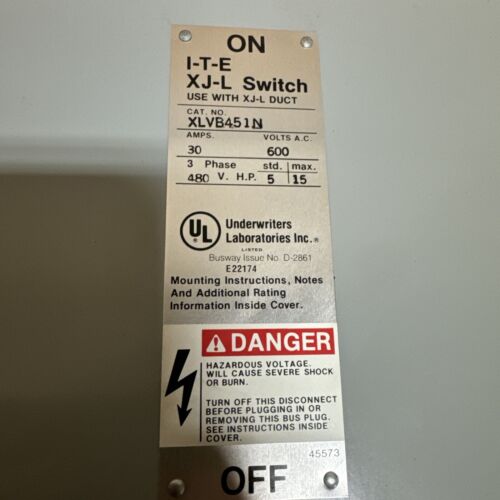 ON
I-T-E
XJ-L Switch
USE WITH XJ-L DUCT
CAT. NO.
XLVB451N
AMPS. VOLTS A.C.
30 600
3 Phase std. max.
480 V. H.P. 5 15
UL Underwriters
Laboratories Inc.®
LISTED
Busway Issue No. D-2861
E22174
Mounting Instructions, Notes
And Additional Rating
Information Inside Cover.
DANGER
HAZARDOUS VOLTAGE.
WILL CAUSE SEVERE SHOCK
OR BURN.
TURN OFF THIS DISCONNECT
BEFORE PLUGGING IN OR
REMOVING THIS BUS PLUG.
SEE INSTRUCTIONS INSIDE
COVER.
45573
OFF